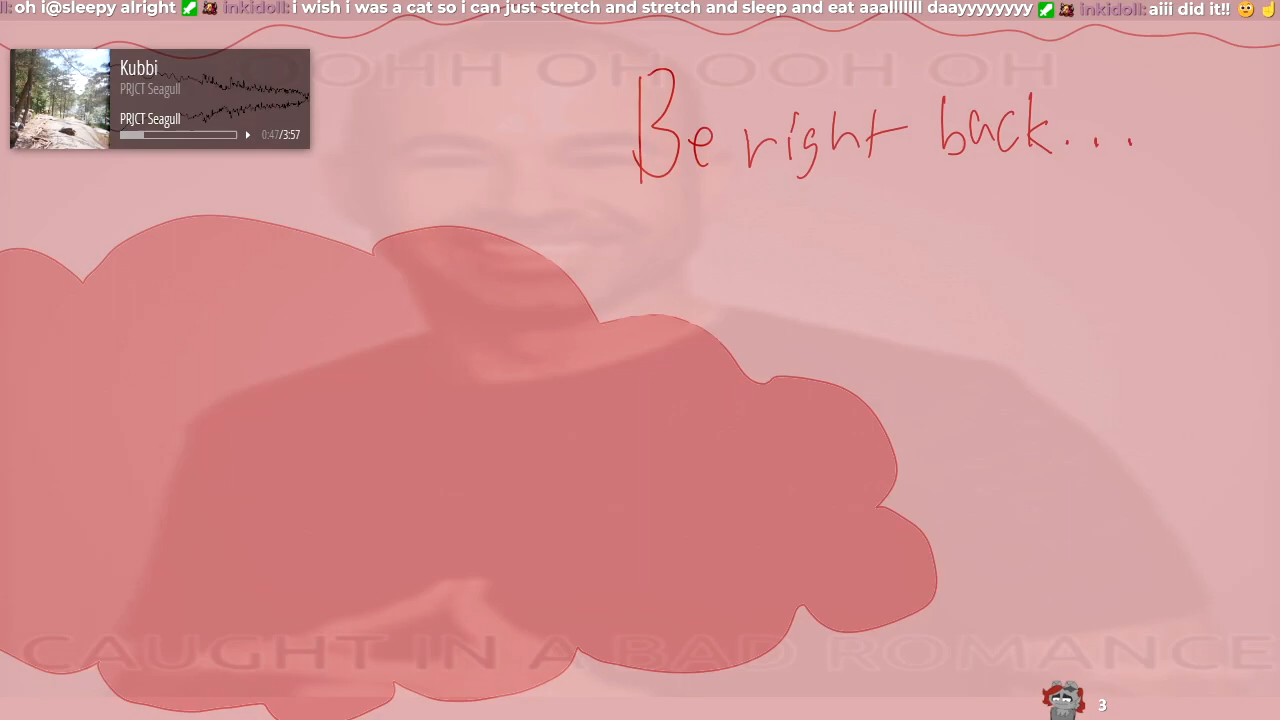 ll: oh i@sleepy alright inkidoll: i wish i was a cat so i can just stretch and stretch and sleep and eat aaalllllll daayyyyyyyy inkidoll: aiii did it!!
OOHH OH OOH OH
Kubbi
PRJCT Seagull
PRJCT Seagull
0:47/3:57
Be right back...
CAUGHT IN A BAD ROMANCE
3